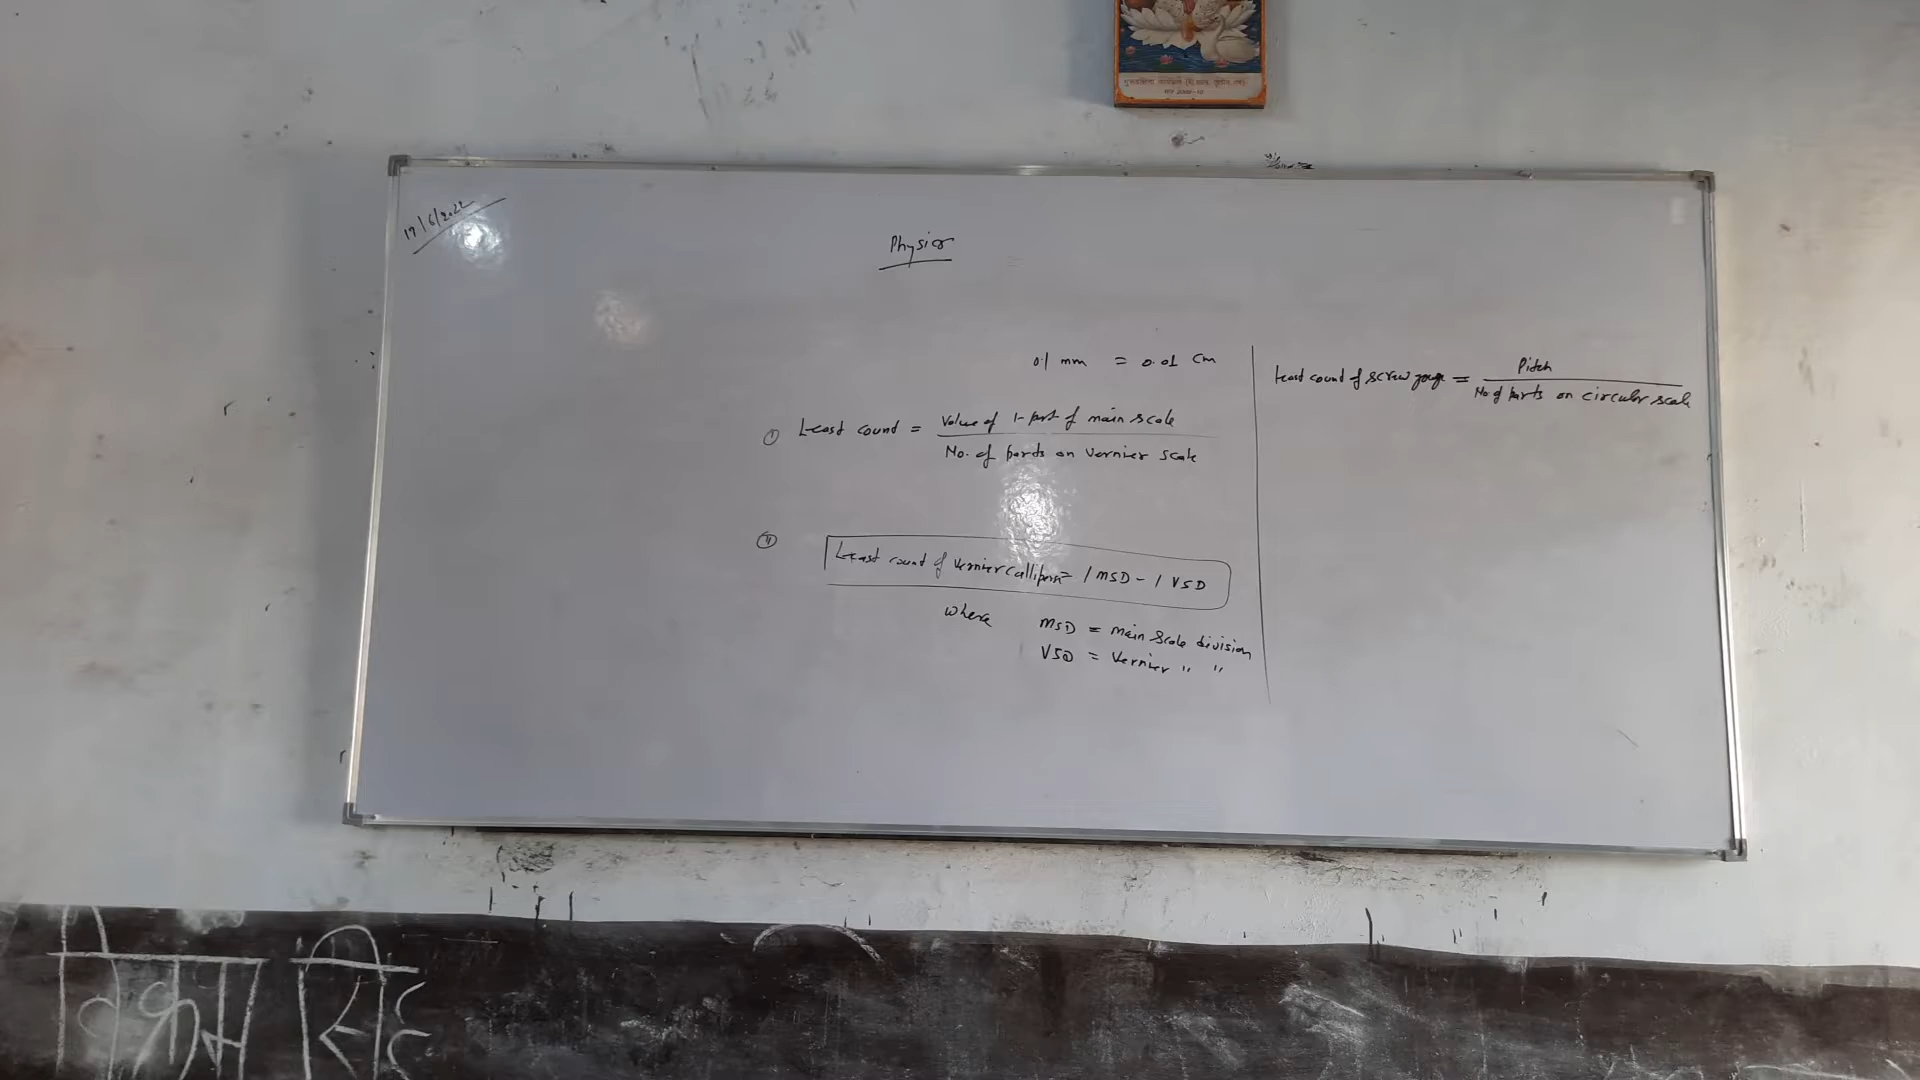 17/6/2022
Physics
0.1 mm = 0.01 cm
① Least count = Value of 1-part of main scale
No. of parts on Vernier scale
② Least count of Vernier Callipers = 1 MSD - 1 VSD
where MSD = Main Scale division
VSD = Vernier " "
Least count of screw gauge = Pitch
No of parts on circular scale
विक्रम सिंह